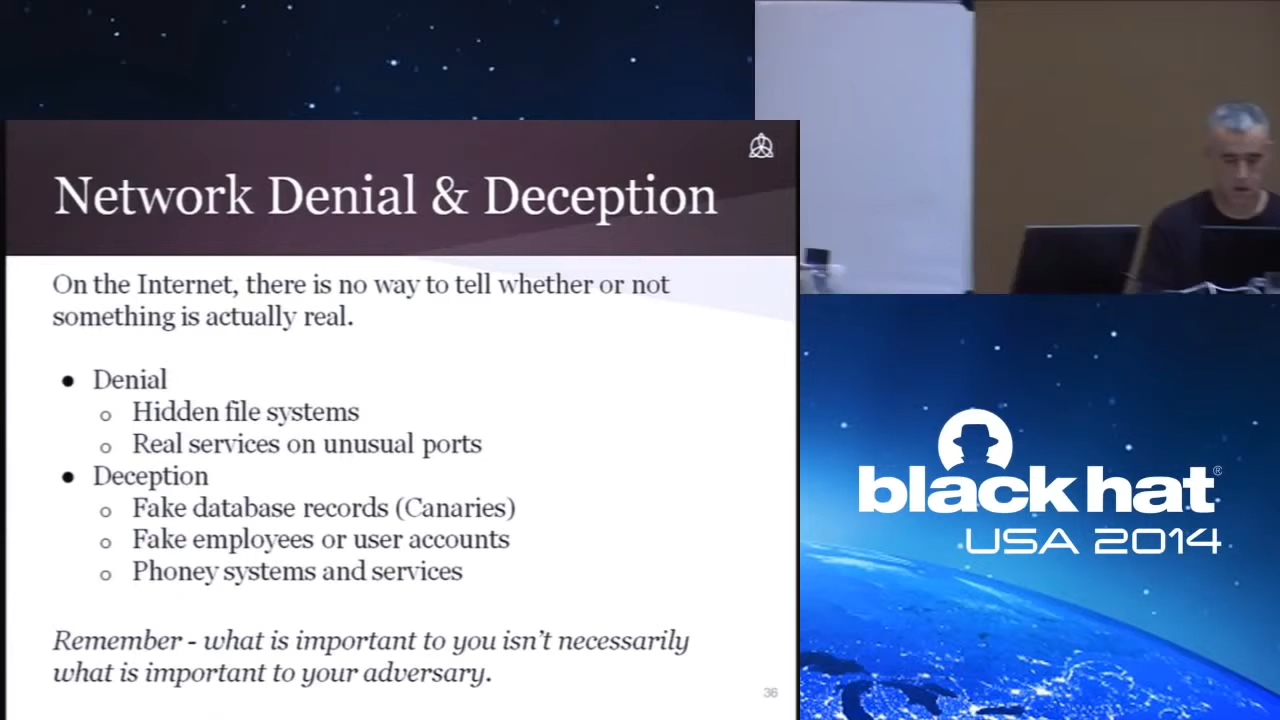 Network Denial & Deception
On the Internet, there is no way to tell whether or not
something is actually real.
● Denial
o Hidden file systems
o Real services on unusual ports
● Deception
o Fake database records (Canaries)
o Fake employees or user accounts
o Phoney systems and services
Remember - what is important to you isn't necessarily
what is important to your adversary.
36
black hat®
USA 2014